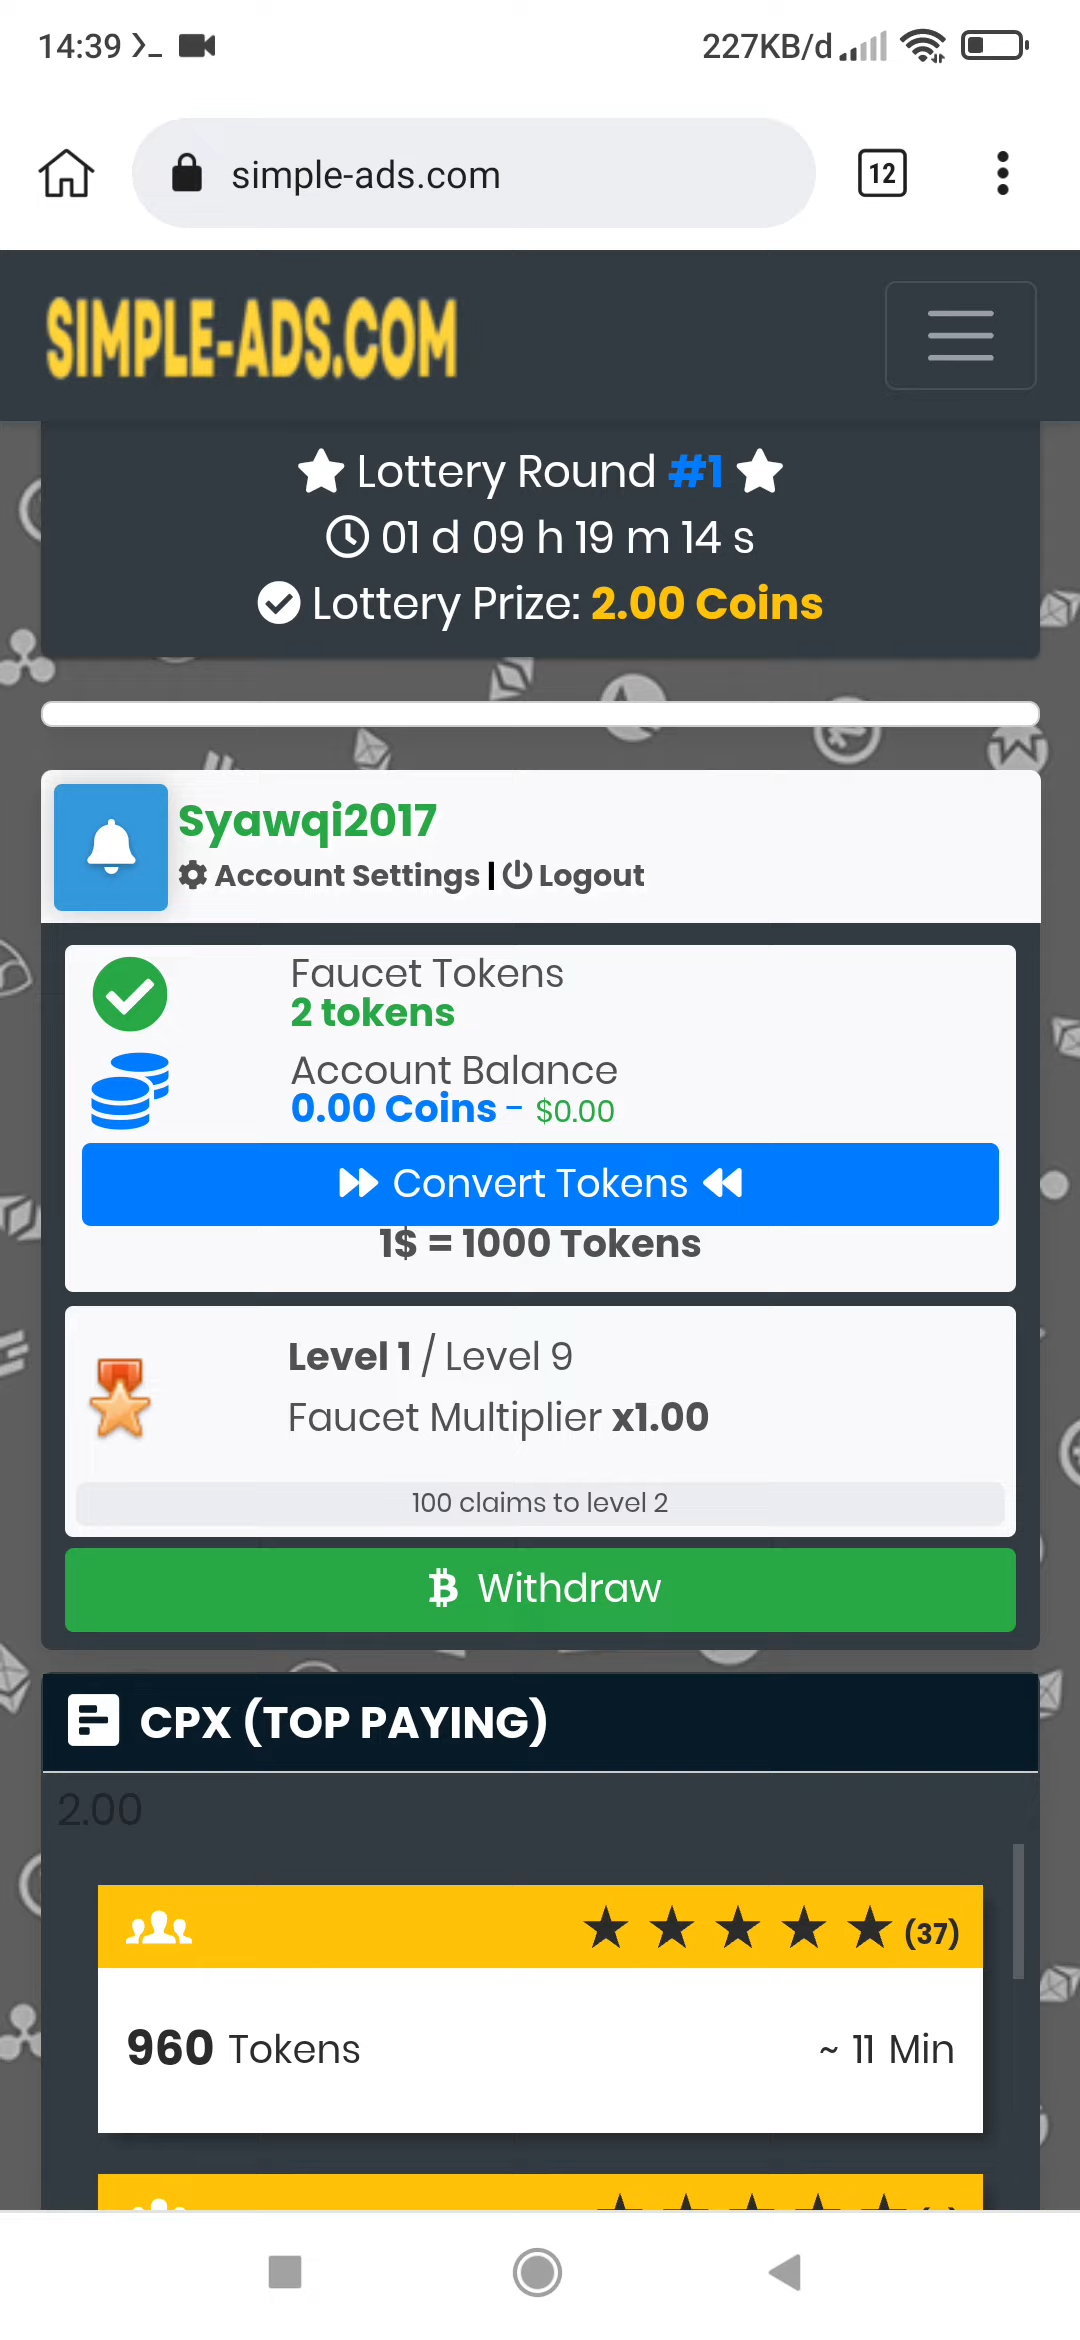 14:39
227KB/d
simple-ads.com
12
SIMPLE-ADS.COM
Lottery Round #1
01 d 09 h 19 m 14 s
Lottery Prize: 2.00 Coins
Syawqi2017
Account Settings | Logout
Faucet Tokens
2 tokens
Account Balance
0.00 Coins - $0.00
Convert Tokens
1$ = 1000 Tokens
Level 1 / Level 9
Faucet Multiplier x1.00
100 claims to level 2
Withdraw
CPX (TOP PAYING)
2.00
(37)
960 Tokens
~ 11 Min